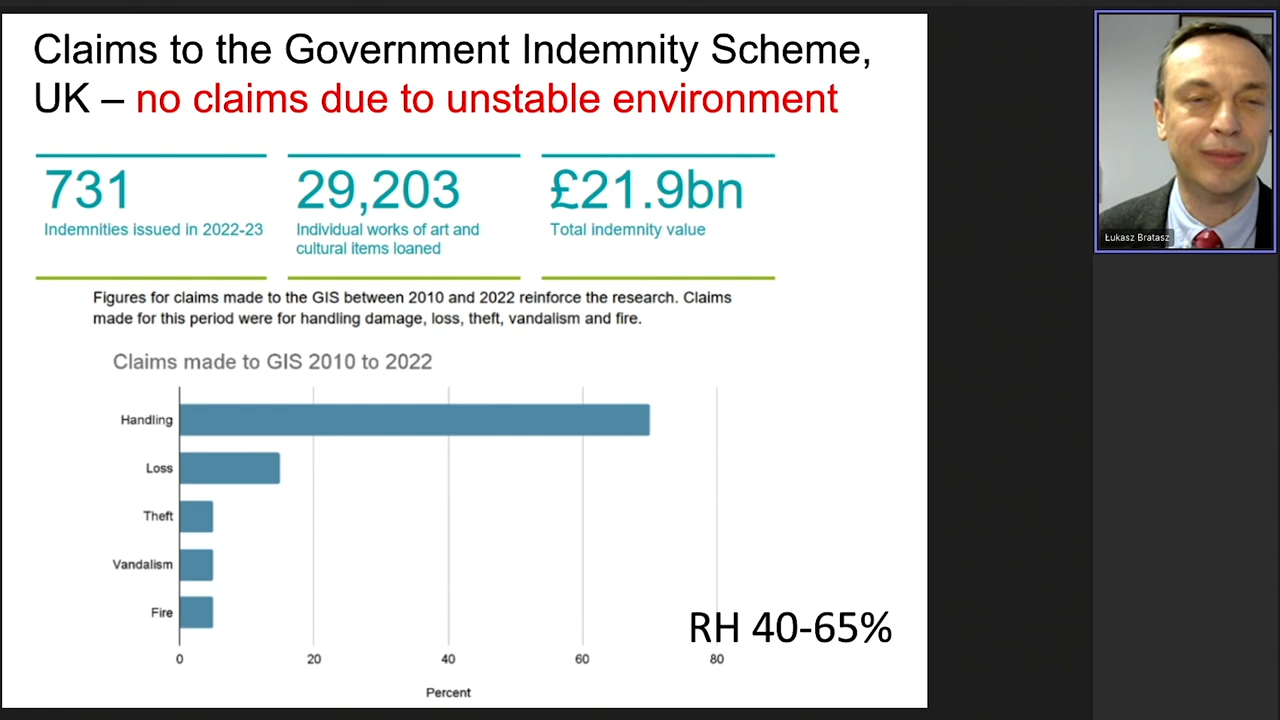 Claims to the Government Indemnity Scheme,
UK – no claims due to unstable environment
731
Indemnities issued in 2022-23
29,203
Individual works of art and
cultural items loaned
£21.9bn
Total indemnity value
Figures for claims made to the GIS between 2010 and 2022 reinforce the research. Claims
made for this period were for handling damage, loss, theft, vandalism and fire.
Claims made to GIS 2010 to 2022
Handling
Loss
Theft
Vandalism
Fire
0 20 40 60 80
Percent
RH 40-65%
Łukasz Bratasz